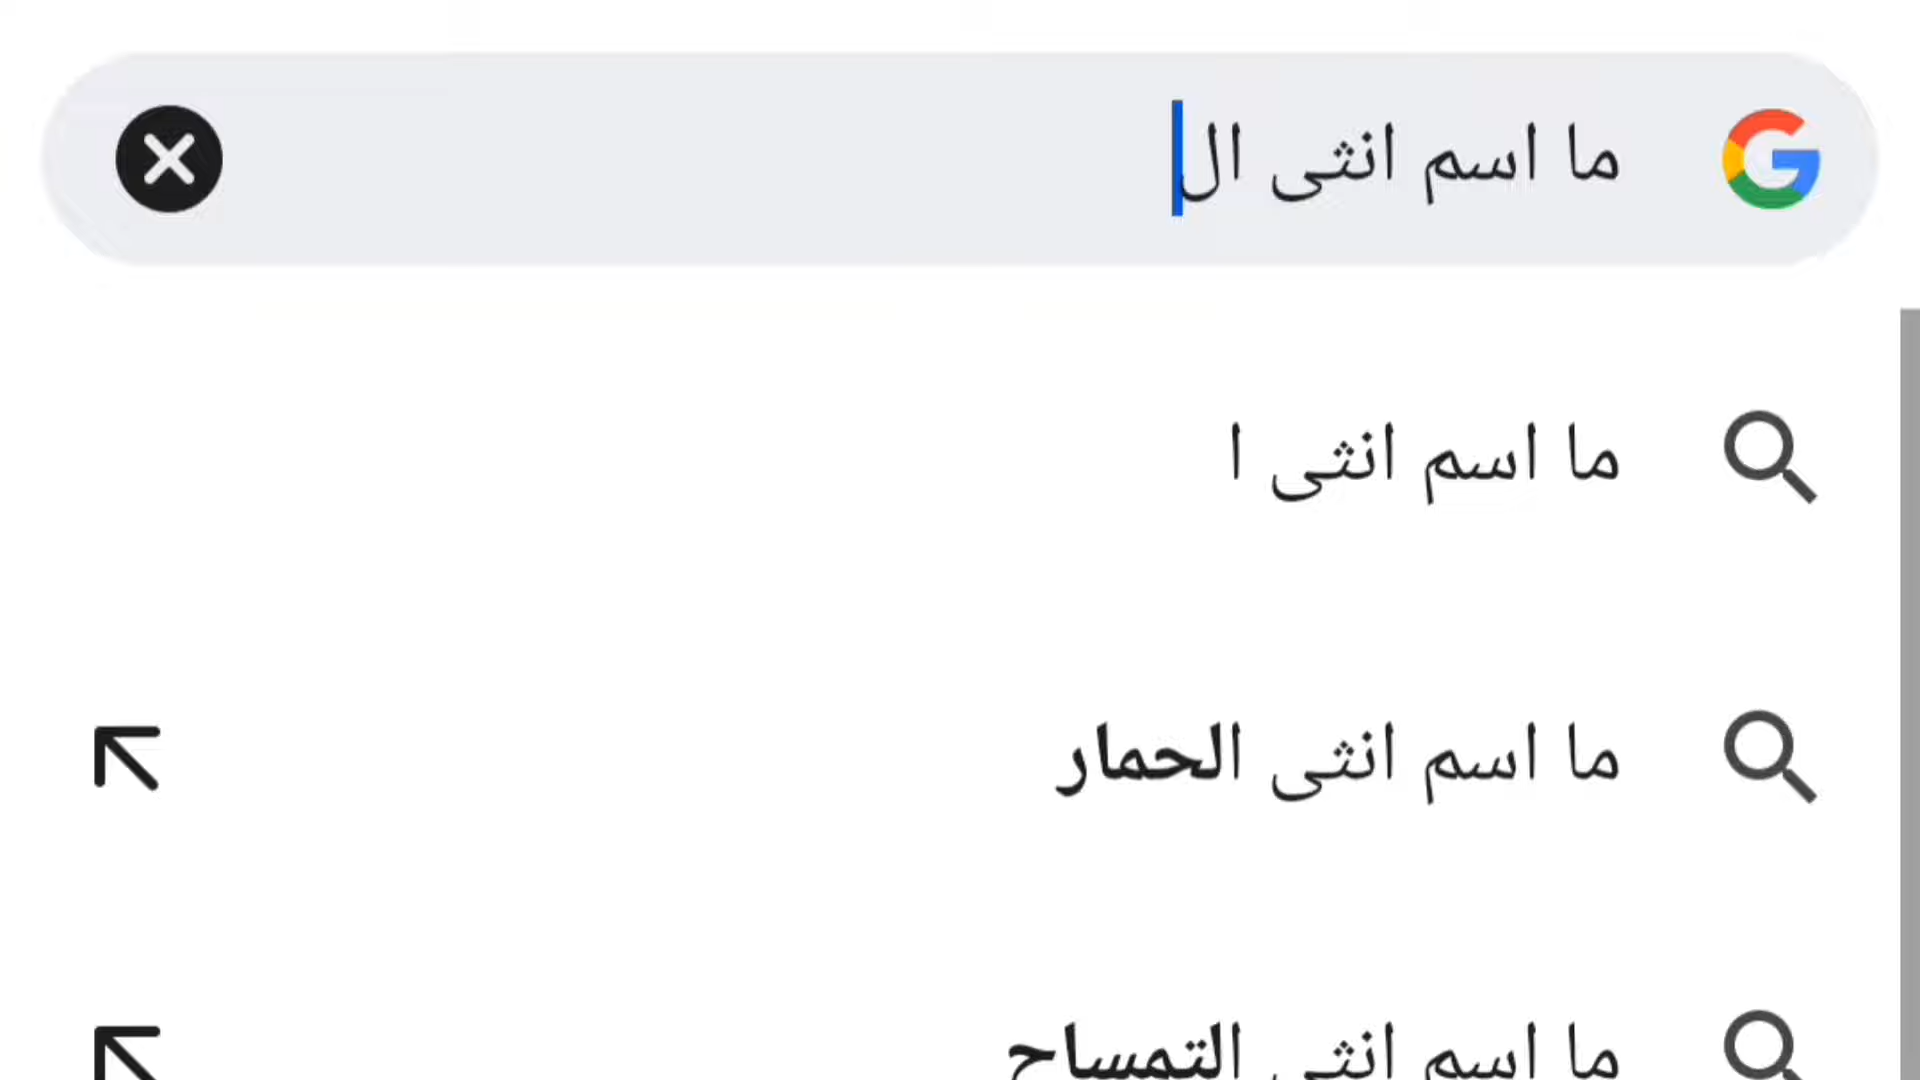 ما اسم انثى ال
ما اسم انثى ا
ما اسم انثى الحمار
ما اسم انثى التمساح